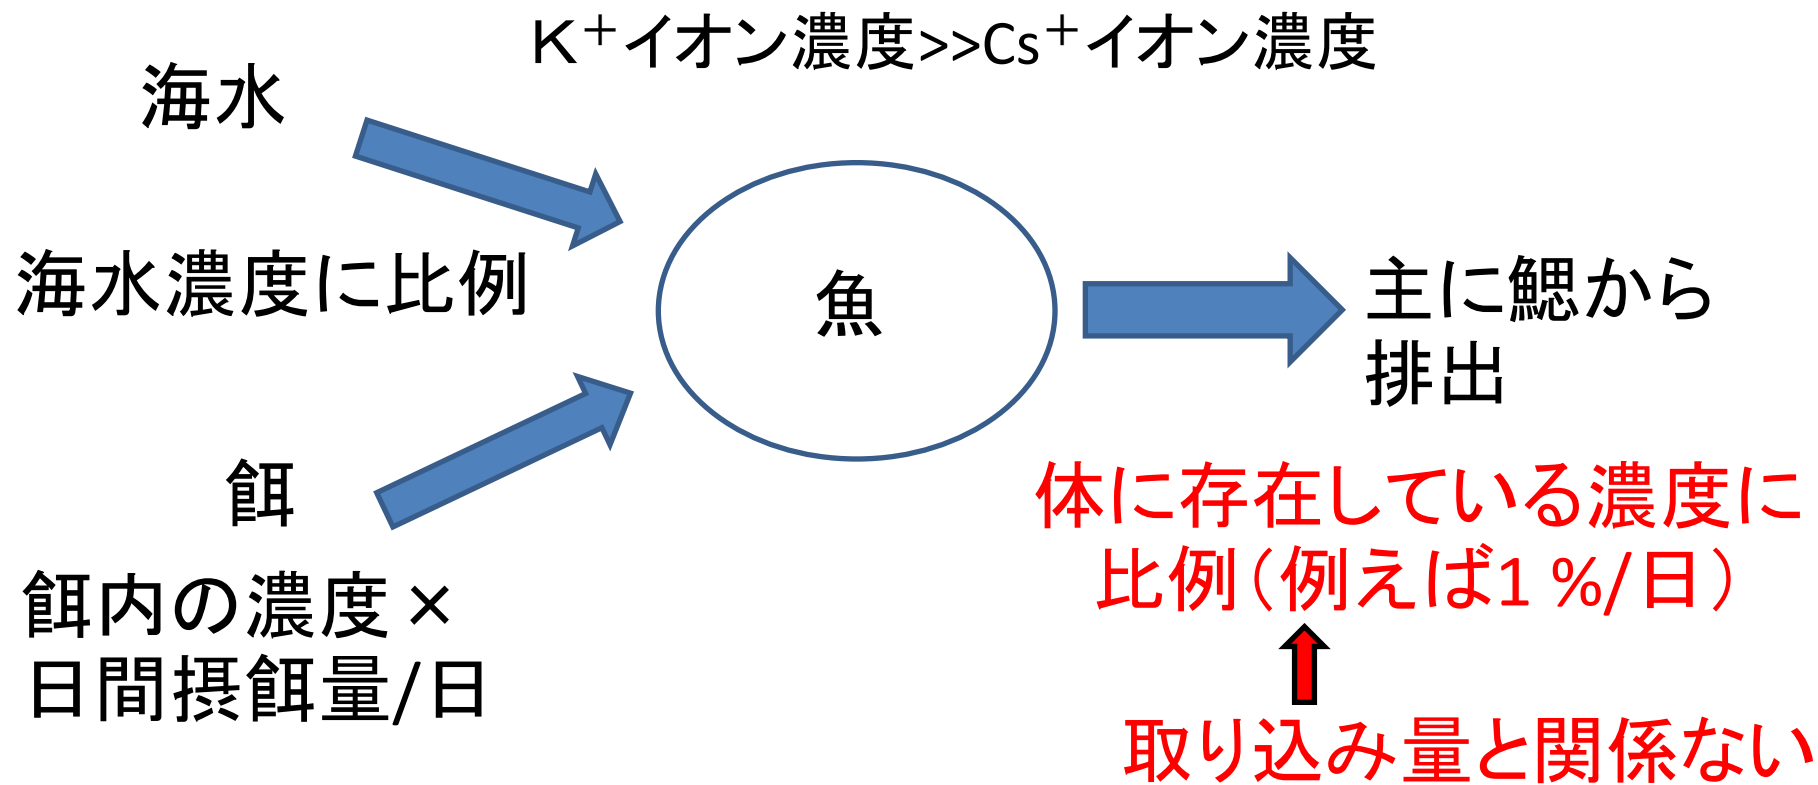 K⁺イオン濃度>>Cs⁺イオン濃度
海水
海水濃度に比例
魚
主に鰓から
排出
餌
餌内の濃度×
日間摂餌量/日
体に存在している濃度に
比例(例えば1 %/日)
取り込み量と関係ない